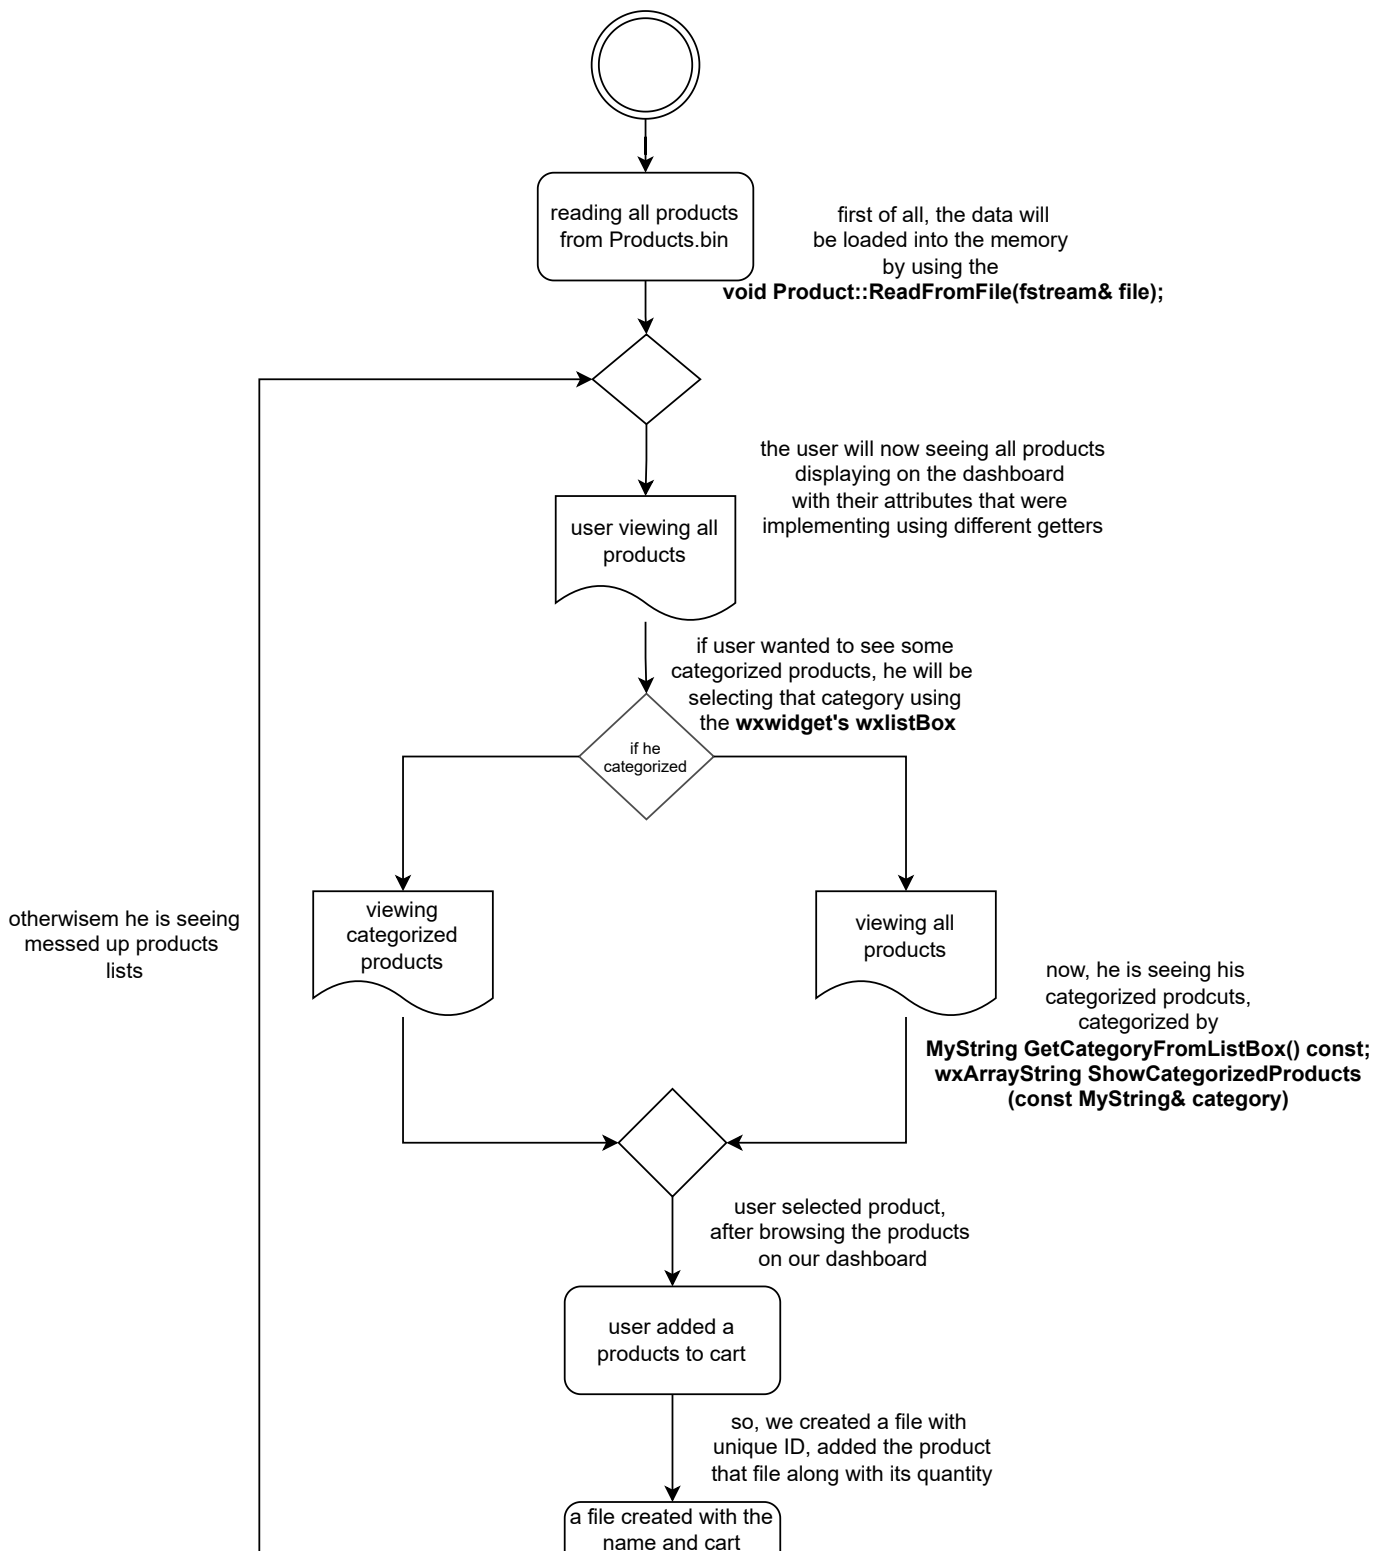 reading all products
from Products.bin
first of all, the data will
be loaded into the memory
by using the
void Product::ReadFromFile(fstream& file);
the user will now seeing all products
displaying on the dashboard
with their attributes that were
implementing using different getters
user viewing all
products
if user wanted to see some
categorized products, he will be
selecting that category using
the wxwidget's wxlistBox
if he
categorized
viewing
categorized
products
viewing all
products
otherwisem he is seeing
messed up products
lists
now, he is seeing his
categorized prodcuts,
categorized by
MyString GetCategoryFromListBox() const;
wxArrayString ShowCategorizedProducts
(const MyString& category)
user selected product,
after browsing the products
on our dashboard
user added a
products to cart
so, we created a file with
unique ID, added the product
that file along with its quantity
a file created with the
name and cart